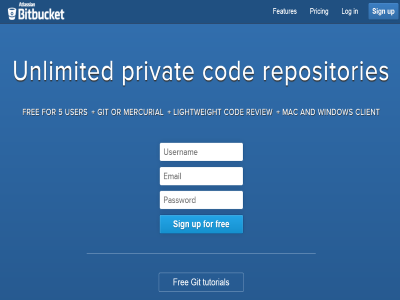 Atlassian
Bitbucket
Features Pricing Log in Sign up
Unlimited private code repositories
FREE FOR 5 USERS + GIT OR MERCURIAL + LIGHTWEIGHT CODE REVIEW + MAC AND WINDOWS CLIENT
Username
Email
Password
Sign up for free
Free Git tutorials